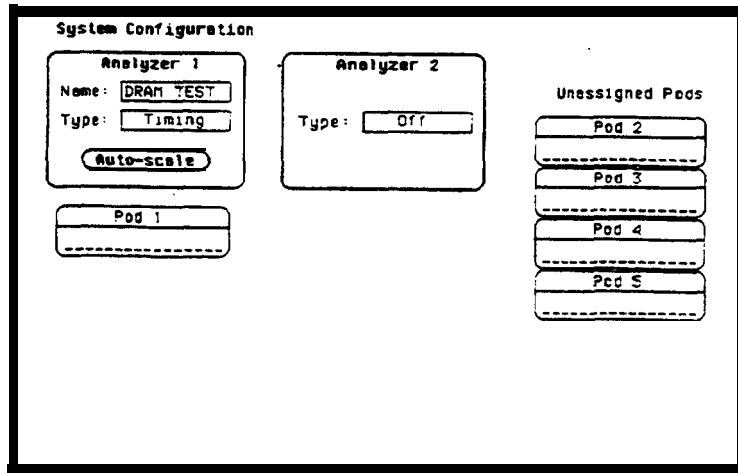 System Configuration
Analyzer 1
Name: DRAM TEST
Type: Timing
Auto-scale
Pod 1
Analyzer 2
Type: Off
Unassigned Pods
Pod 2
Pod 3
Pod 4
Pod 5